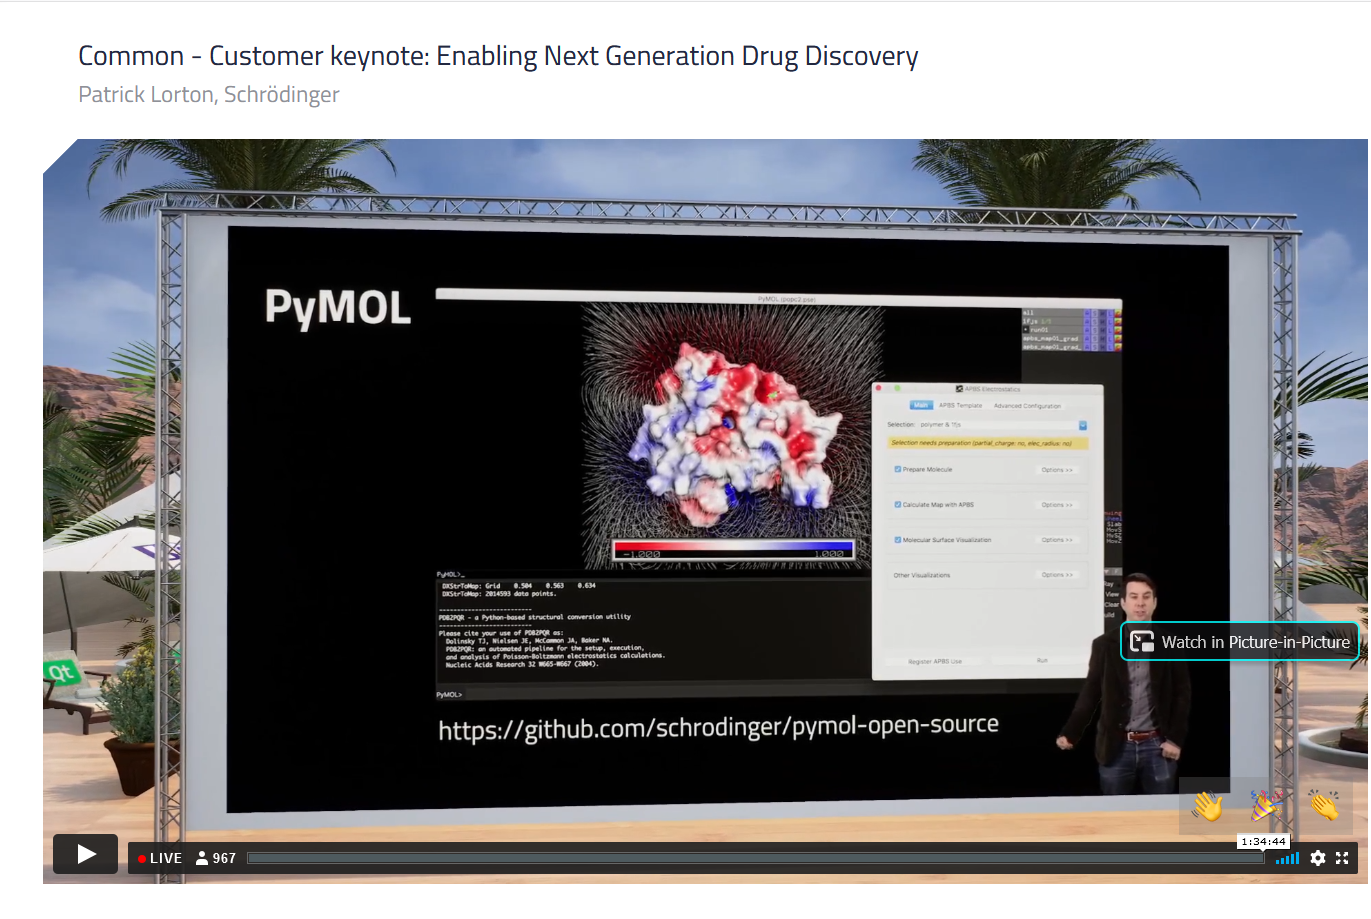 Common - Customer keynote: Enabling Next Generation Drug Discovery
Patrick Lorton, Schrödinger
PyMOL
PyMOL (pspc2.pse)
all
1fjs 1/7
run01
apbs_map01_grad
apbs_map01_grad_
-1.000
1.000
APBS Electrostatics
Main APBS Template Advanced Configuration
Selection: polymer & 1fjs
Selection needs preparation (partial_charge: no, elec_radius: no)
Prepare Molecule Options >>
Calculate Map with APBS Options >>
Molecular Surface Visualization Options >>
Other Visualizations Options >>
Register APBS Use Run
PyMOL>_
DXStrToMap: Grid 0.504 0.563 0.634
DXStrToMap: 2014593 data points.
PDB2PQR - a Python-based structural conversion utility
Please cite your use of PDB2PQR as:
Dolinsky TJ, Nielsen JE, McCammon JA, Baker NA.
PDB2PQR: an automated pipeline for the setup, execution,
and analysis of Poisson-Boltzmann electrostatics calculations.
Nucleic Acids Research 32 W665-W667 (2004).
PyMOL>
View
Clear
https://github.com/schrodinger/pymol-open-source
Qt
Watch in Picture-in-Picture
1:34:44
LIVE 967